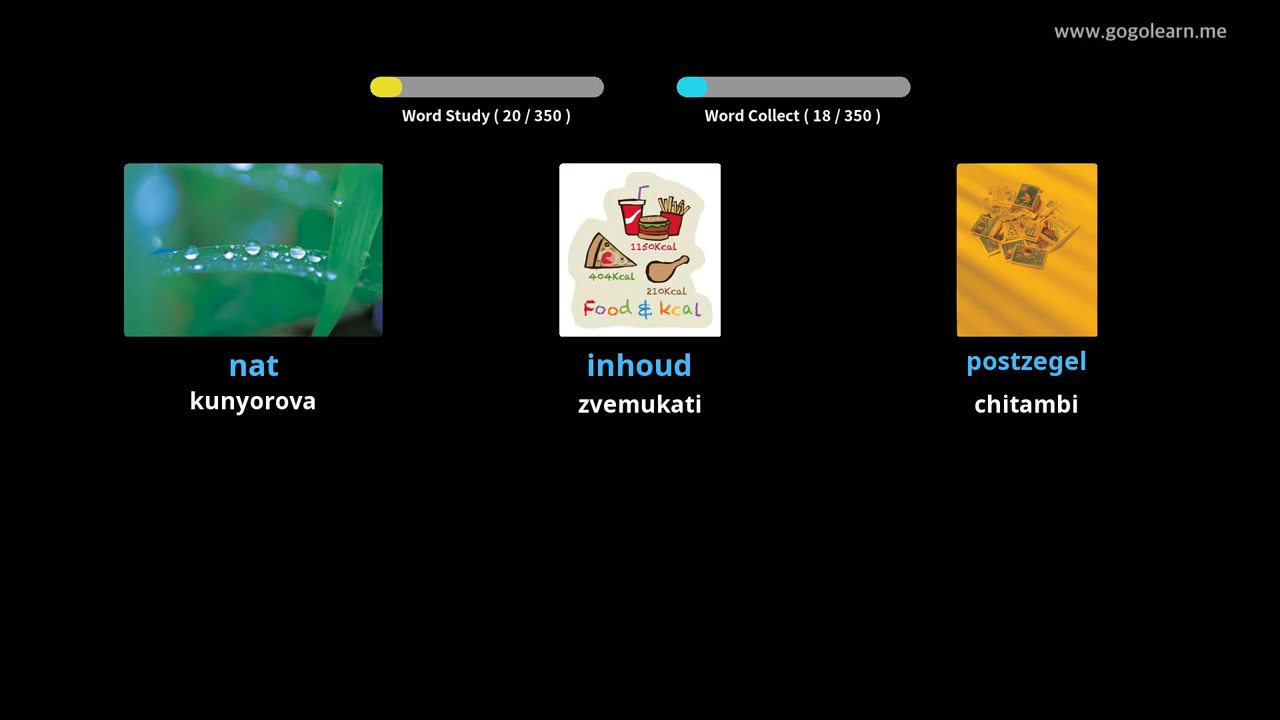 www.gogolearn.me
Word Study ( 20 / 350 )
Word Collect ( 18 / 350 )
1150Kcal
404Kcal
210Kcal
Food & kcal
nat
inhoud
postzegel
kunyorova
zvemukati
chitambi